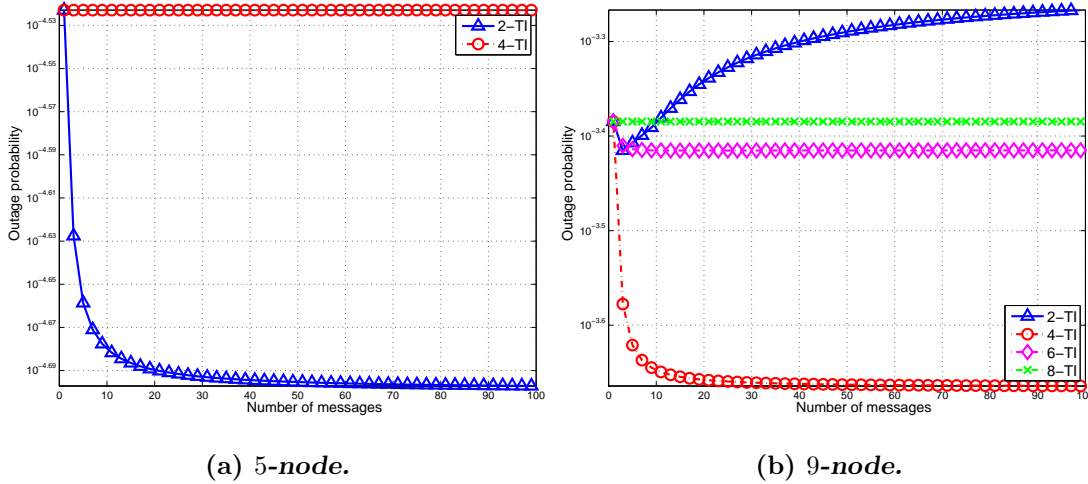 10^−4.53
10^−4.55
10^−4.57
10^−4.59
10^−4.61
10^−4.63
10^−4.65
10^−4.67
10^−4.69
Outage probability
0 10 20 30 40 50 60 70 80 90 100
Number of messages
2−TI
4−TI
(a) 5-node.
10^−3.3
10^−3.4
10^−3.5
10^−3.6
Outage probability
0 10 20 30 40 50 60 70 80 90 100
Number of messages
2−TI
4−TI
6−TI
8−TI
(b) 9-node.